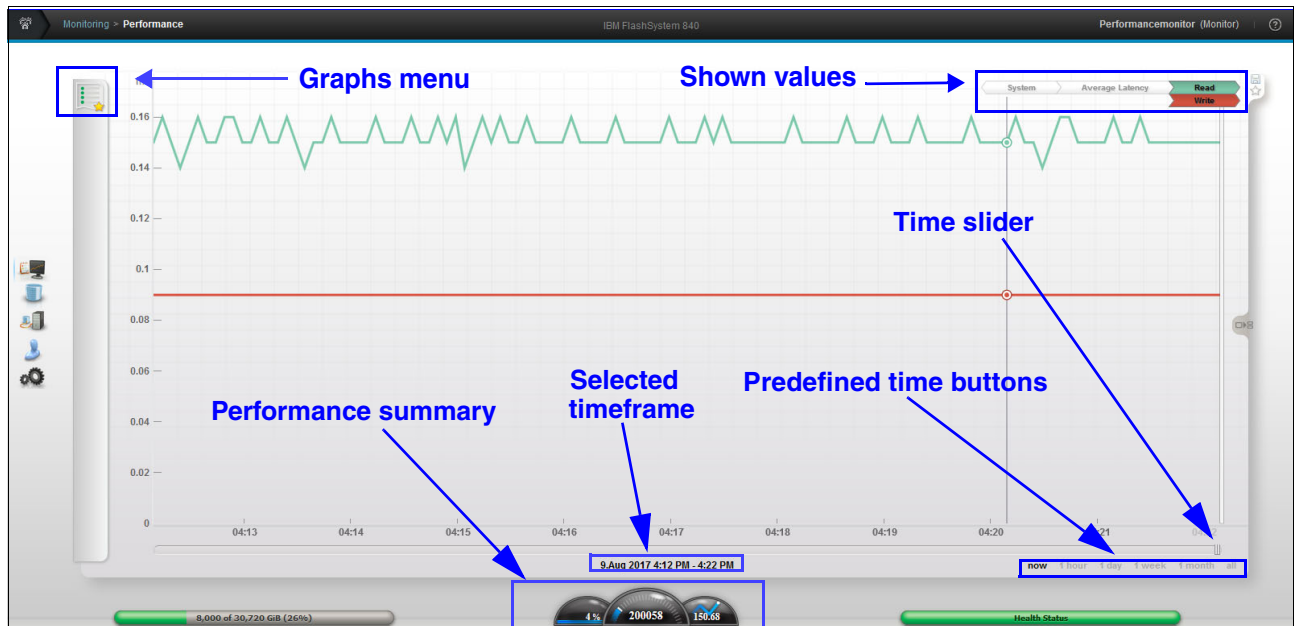 Monitoring > Performance
IBM FlashSystem 840
Performancemonitor (Monitor)
Graphs menu
Shown values
System
Average Latency
Read
Write
0.16
0.14
0.12
0.1
0.08
0.06
0.04
0.02
0
Time slider
Selected
timeframe
Predefined time buttons
Performance summary
04:13
04:14
04:15
04:16
04:17
04:18
04:19
04:20
9.Aug 2017 4:12 PM - 4:22 PM
now 1 hour 1 day 1 week 1 month all
8,000 of 30,720 GiB (26%)
4%
200058
150.68
Health Status